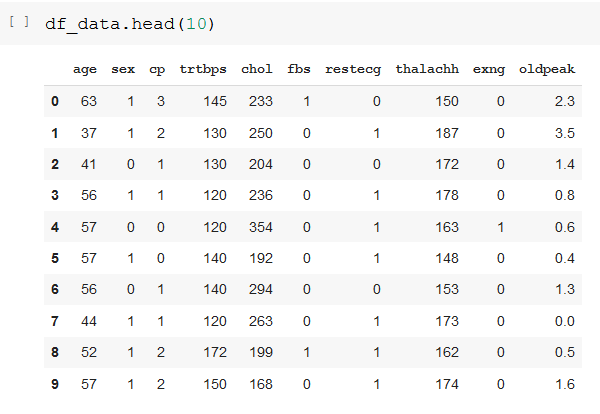 [ ] df_data.head(10)
age sex cp trtbps chol fbs restecg thalachh exng oldpeak
0 63 1 3 145 233 1 0 150 0 2.3
1 37 1 2 130 250 0 1 187 0 3.5
2 41 0 1 130 204 0 0 172 0 1.4
3 56 1 1 120 236 0 1 178 0 0.8
4 57 0 0 120 354 0 1 163 1 0.6
5 57 1 0 140 192 0 1 148 0 0.4
6 56 0 1 140 294 0 0 153 0 1.3
7 44 1 1 120 263 0 1 173 0 0.0
8 52 1 2 172 199 1 1 162 0 0.5
9 57 1 2 150 168 0 1 174 0 1.6